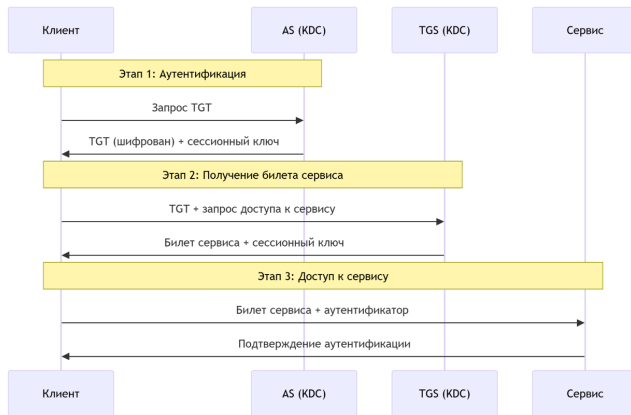 Клиент
AS (KDC)
TGS (KDC)
Сервис
Этап 1: Аутентификация
Запрос TGT
TGT (шифрован) + сессионный ключ
Этап 2: Получение билета сервиса
TGT + запрос доступа к сервису
Билет сервиса + сессионный ключ
Этап 3: Доступ к сервису
Билет сервиса + аутентификатор
Подтверждение аутентификации
Клиент
AS (KDC)
TGS (KDC)
Сервис